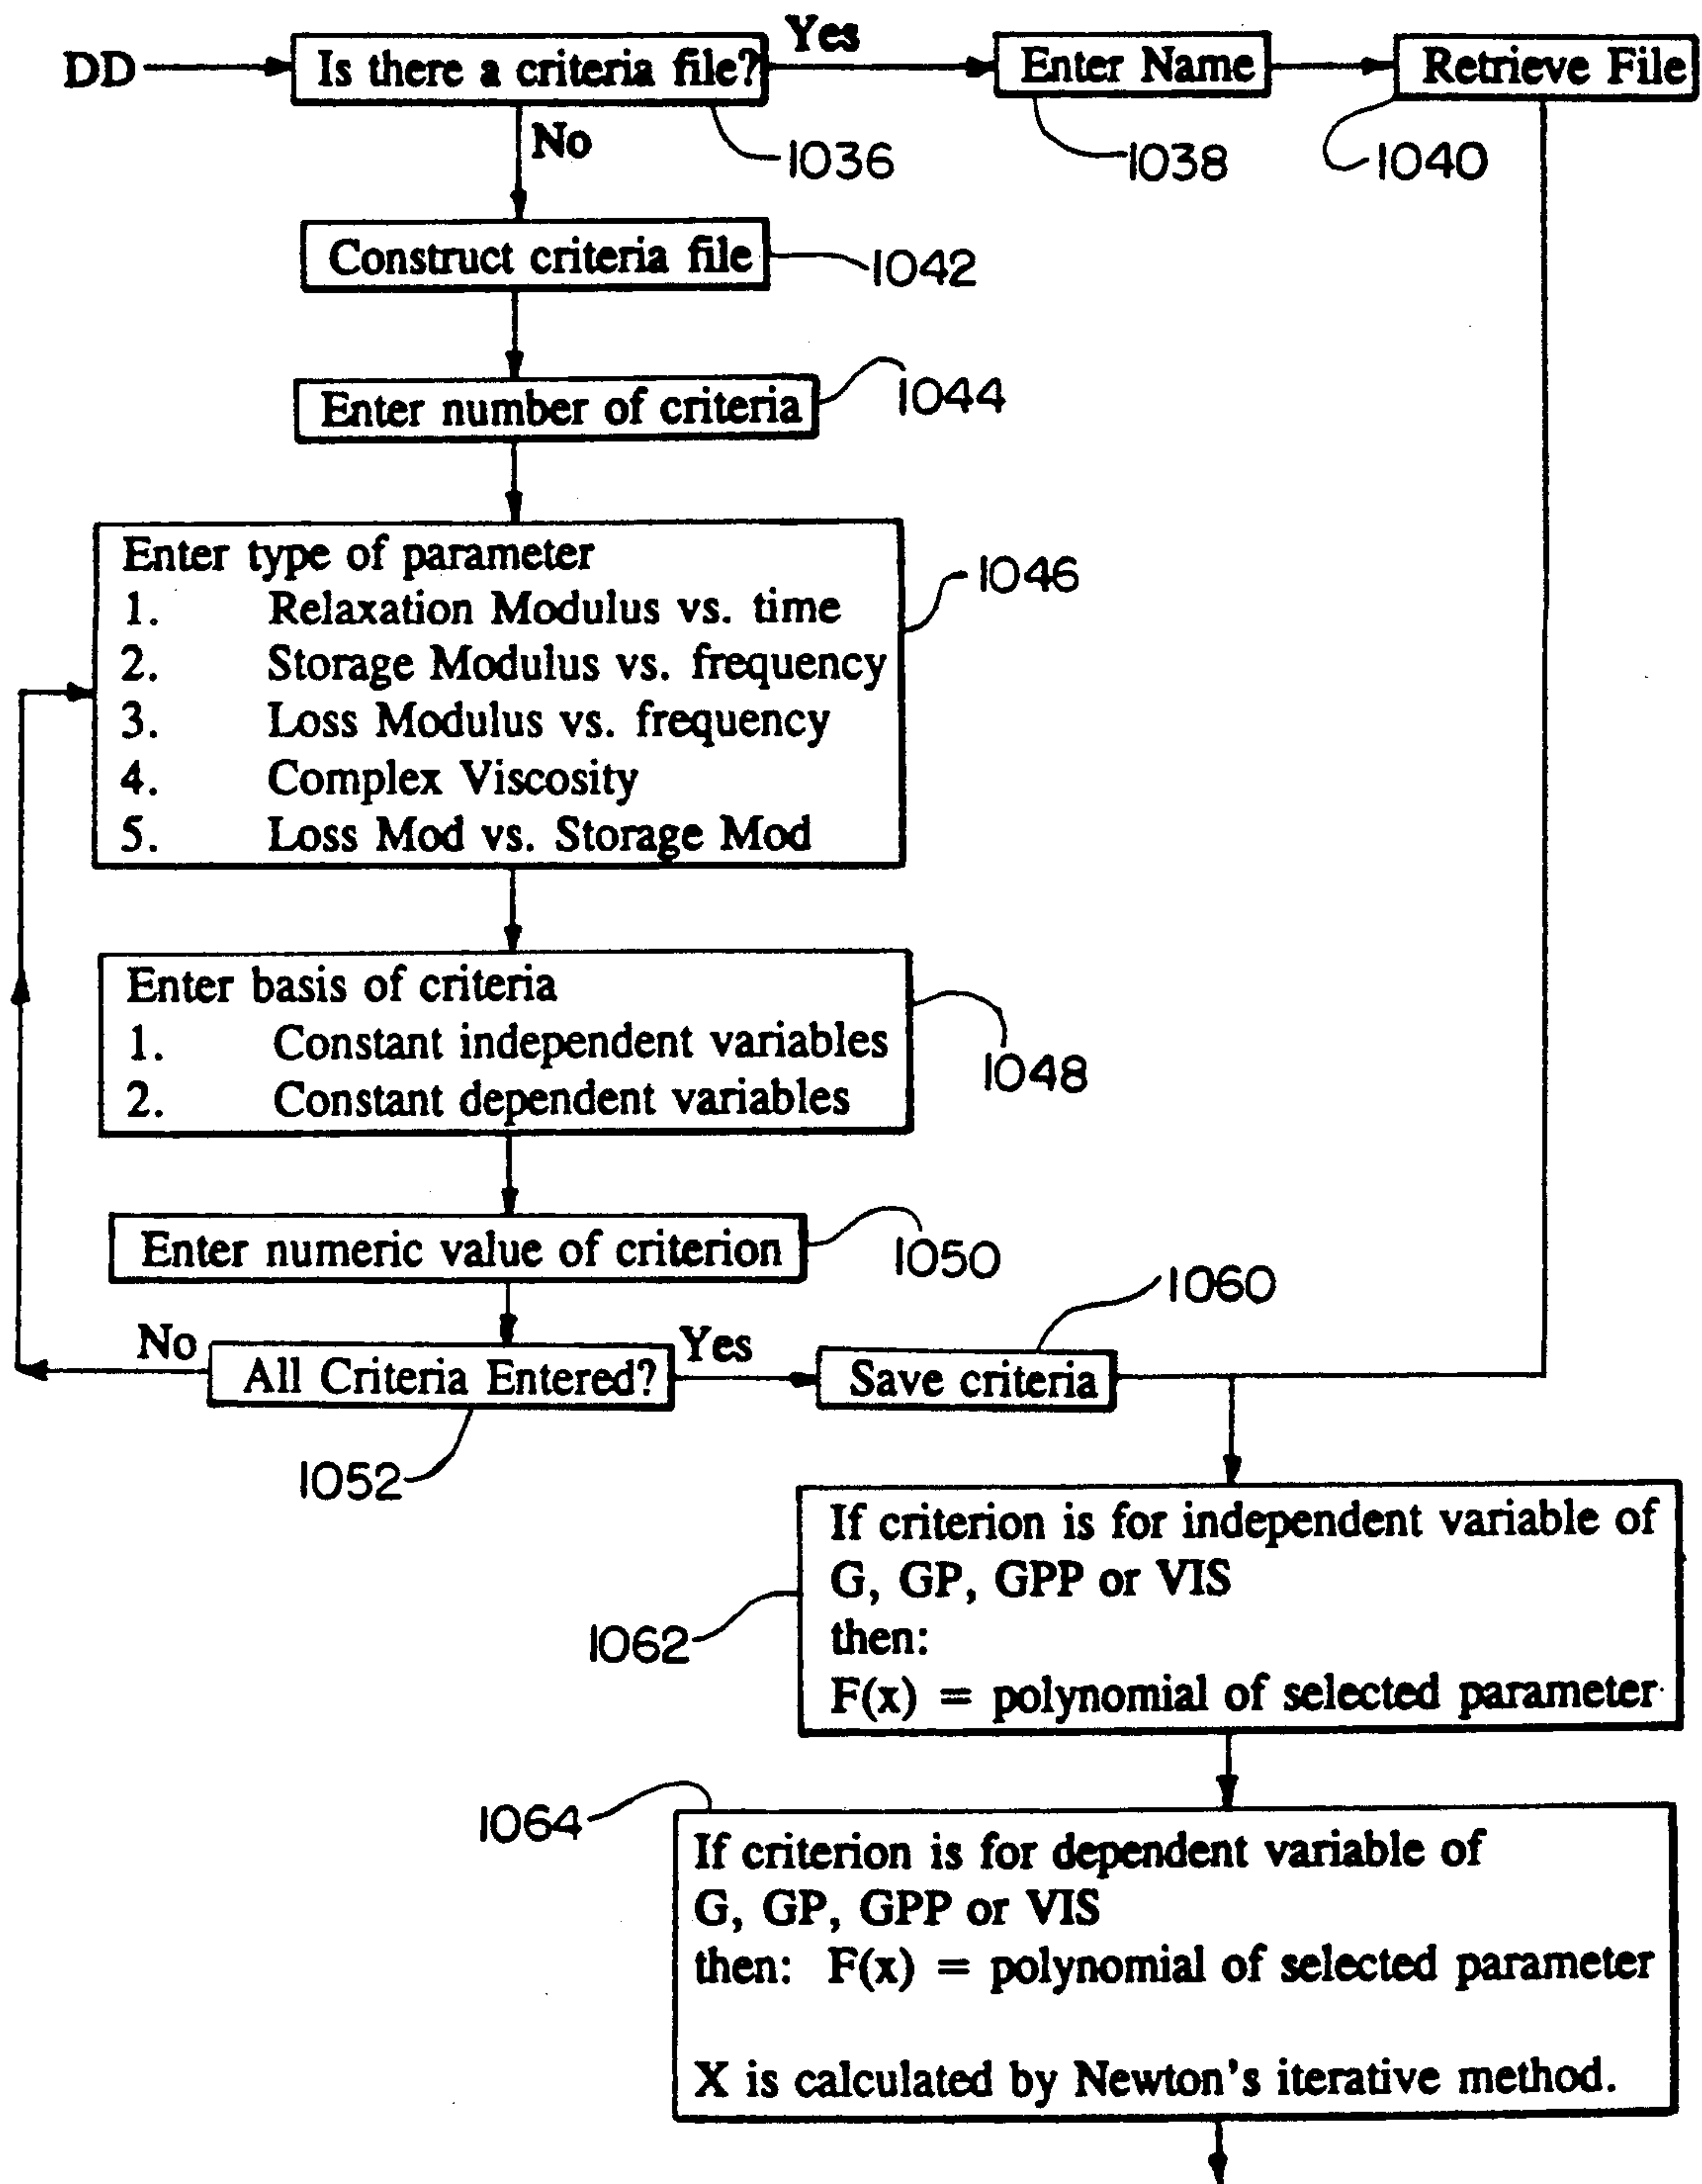 DD
Is there a criteria file?
Yes
Enter Name
Retrieve File
No
1036
1038
1040
Construct criteria file
1042
Enter number of criteria
1044
Enter type of parameter
1. Relaxation Modulus vs. time
2. Storage Modulus vs. frequency
3. Loss Modulus vs. frequency
4. Complex Viscosity
5. Loss Mod vs. Storage Mod
1046
Enter basis of criteria
1. Constant independent variables
2. Constant dependent variables
1048
Enter numeric value of criterion
1050
No
All Criteria Entered?
Yes
Save criteria
1060
1052
If criterion is for independent variable of
G, GP, GPP or VIS
then:
F(x) = polynomial of selected parameter
1062
1064
If criterion is for dependent variable of
G, GP, GPP or VIS
then: F(x) = polynomial of selected parameter
X is calculated by Newton's iterative method.